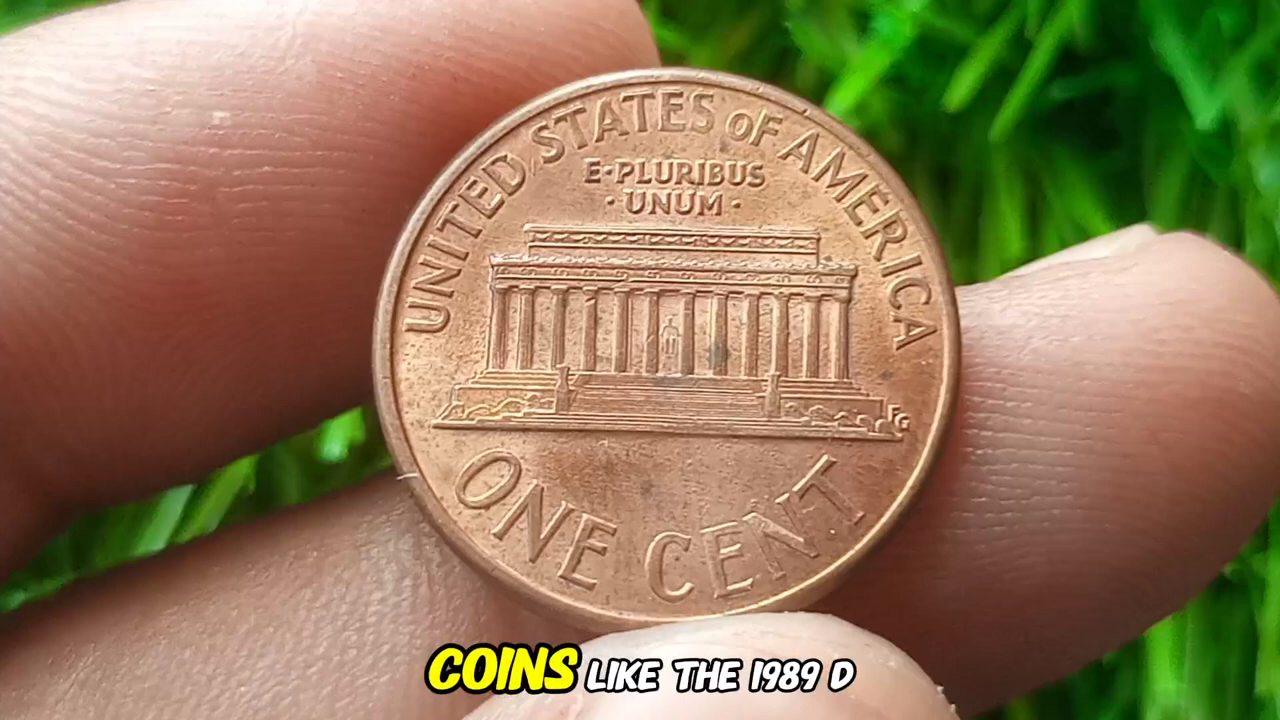 UNITED STATES OF AMERICA
E·PLURIBUS
·UNUM·
FG
ONE CENT
COINS LIKE THE 1989 D